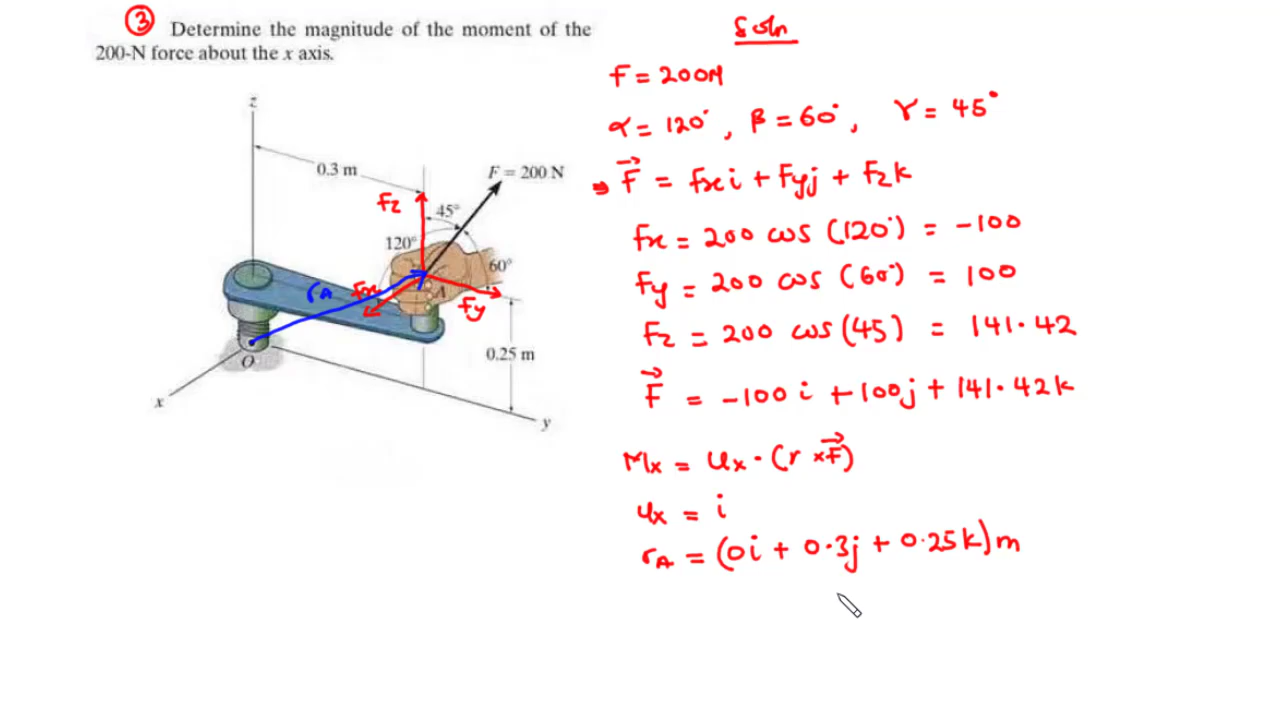 ③ Determine the magnitude of the moment of the
200-N force about the x axis.
z
0.3 m
F = 200 N
Fz
45°
120°
60°
rA
Fx
A
Fy
0.25 m
O
x
y
Soln
F = 200N
α = 120°, β = 60°, γ = 45°
⇒ F⃗ = Fxi + Fyj + Fzk
Fx = 200 cos (120°) = -100
Fy = 200 cos (60°) = 100
Fz = 200 cos (45) = 141.42
F⃗ = -100i + 100j + 141.42k
Mx = Ux · (r × F⃗)
Ux = i
rA = (0i + 0.3j + 0.25k)m